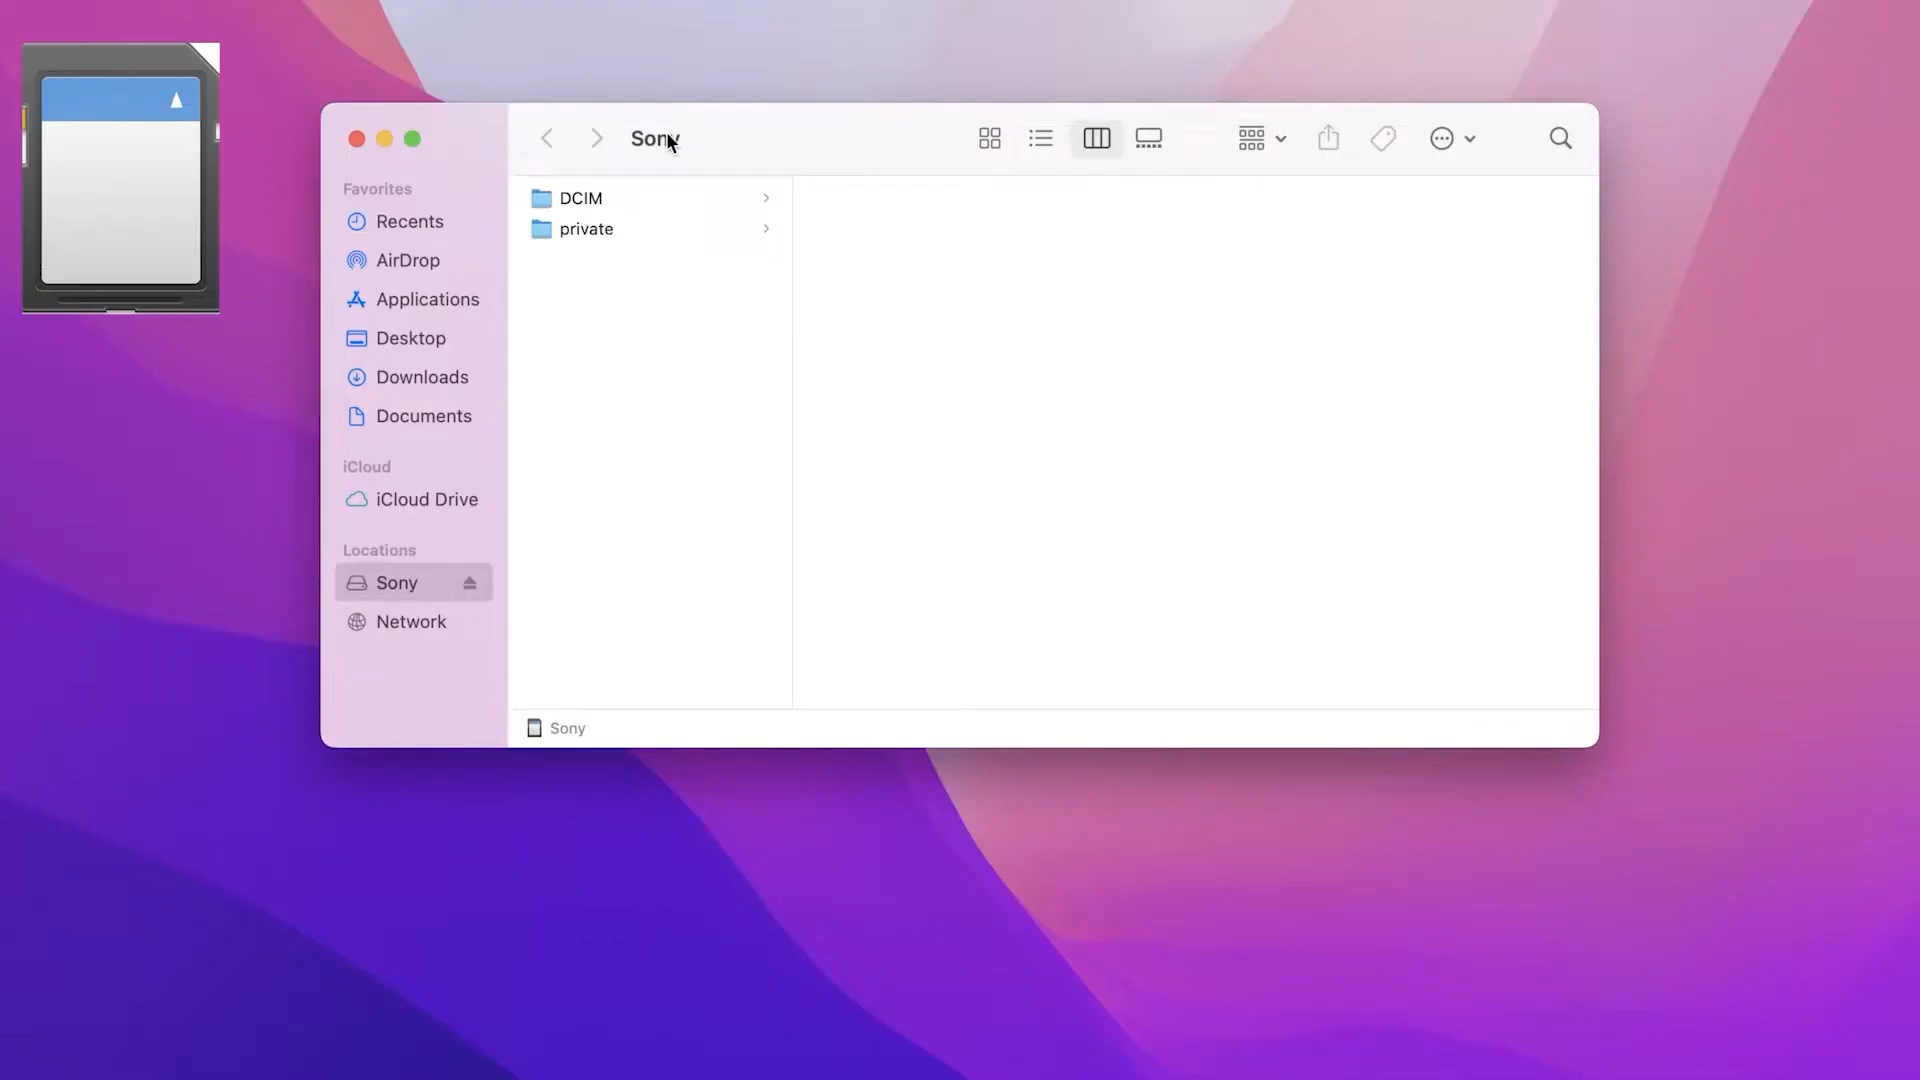 Sony
Favorites
Recents
AirDrop
Applications
Desktop
Downloads
Documents
iCloud
iCloud Drive
Locations
Sony
Network
DCIM
private
Sony